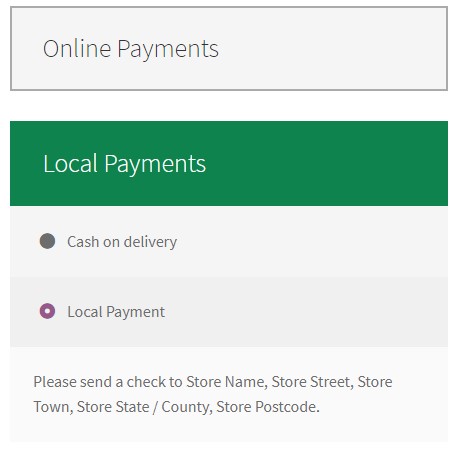 Online Payments
Local Payments
Cash on delivery
Local Payment
Please send a check to Store Name, Store Street, Store
Town, Store State / County, Store Postcode.